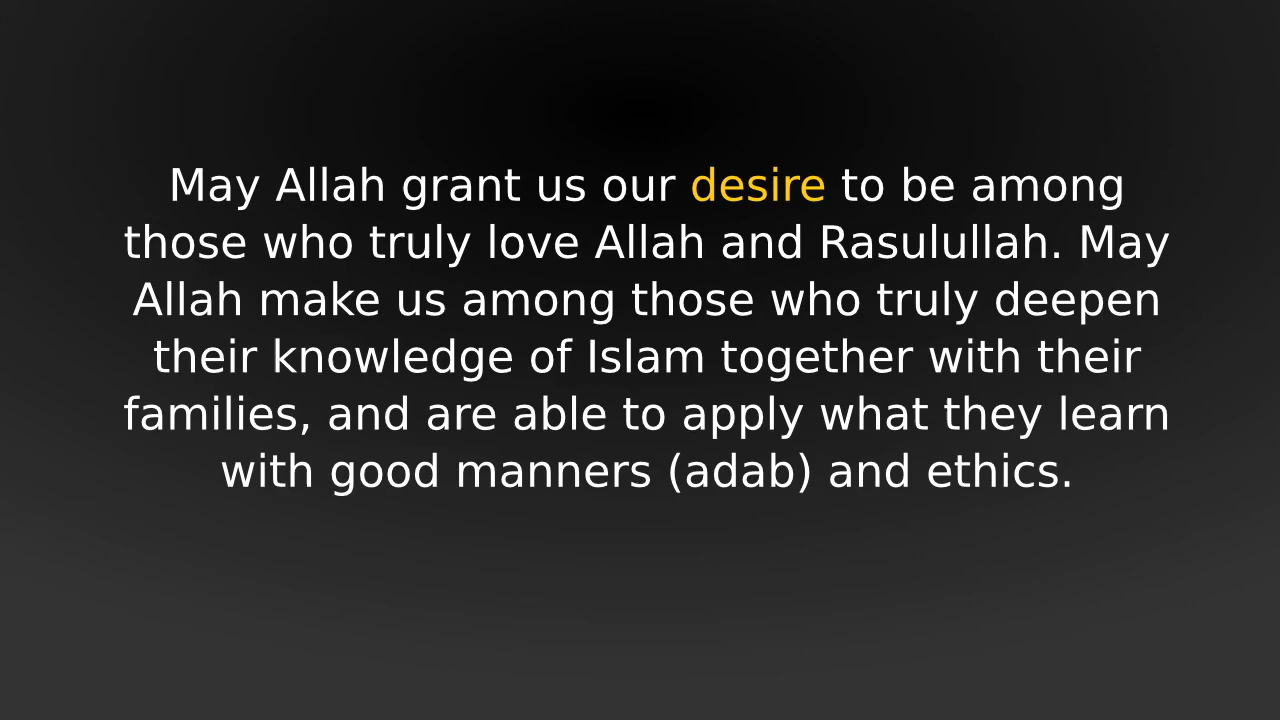 May Allah grant us our desire to be among
those who truly love Allah and Rasulullah. May
Allah make us among those who truly deepen
their knowledge of Islam together with their
families, and are able to apply what they learn
with good manners (adab) and ethics.